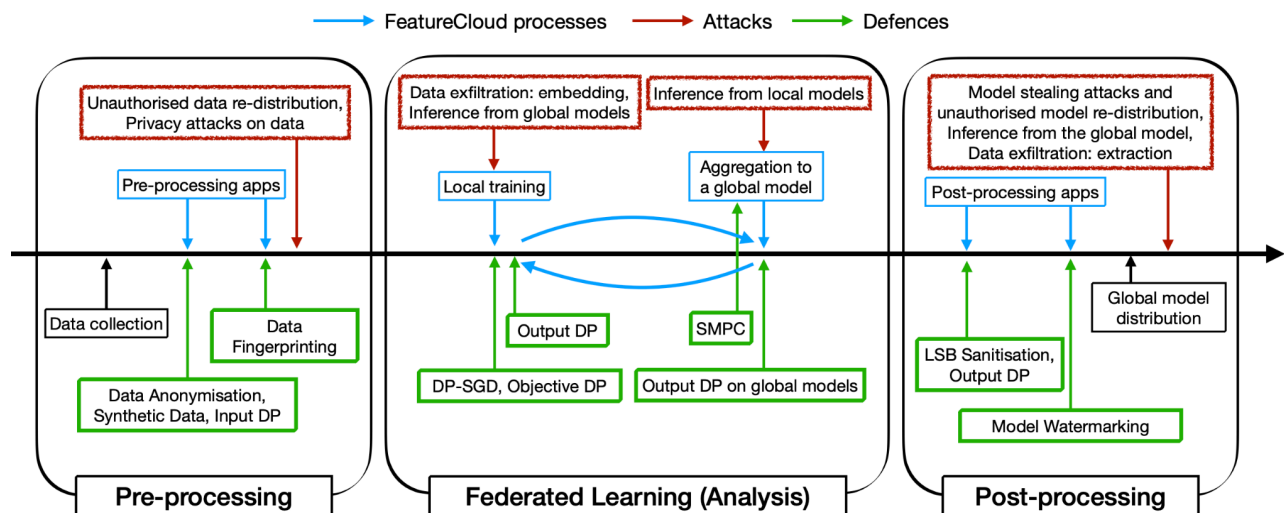 FeatureCloud processes
Attacks
Defences
Unauthorised data re-distribution,
Privacy attacks on data
Pre-processing apps
Data collection
Data
Fingerprinting
Data Anonymisation,
Synthetic Data, Input DP
Pre-processing
Data exfiltration: embedding,
Inference from global models
Inference from local models
Local training
Aggregation to
a global model
Output DP
SMPC
DP-SGD, Objective DP
Output DP on global models
Federated Learning (Analysis)
Model stealing attacks and
unauthorised model re-distribution,
Inference from the global model,
Data exfiltration: extraction
Post-processing apps
Global model
distribution
LSB Sanitisation,
Output DP
Model Watermarking
Post-processing